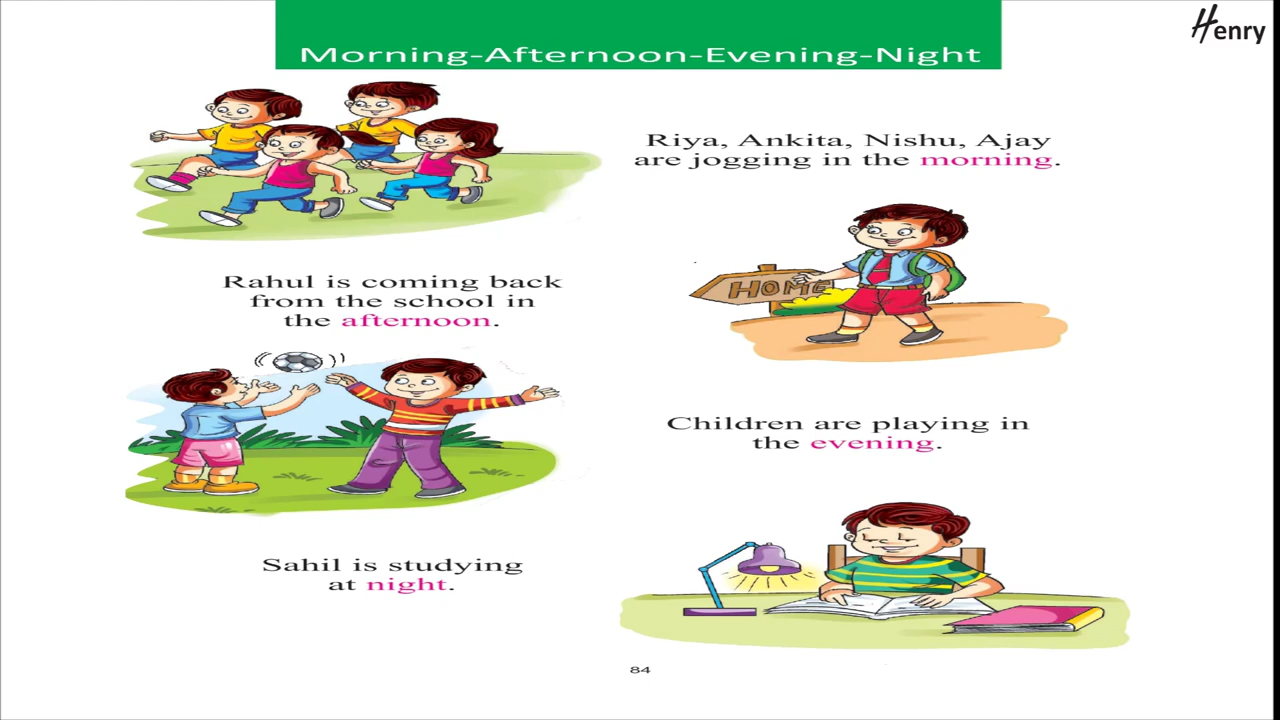 Henry
Morning-Afternoon-Evening-Night
Riya, Ankita, Nishu, Ajay
are jogging in the morning.
HOME
Rahul is coming back
from the school in
the afternoon.
Children are playing in
the evening.
Sahil is studying
at night.
84